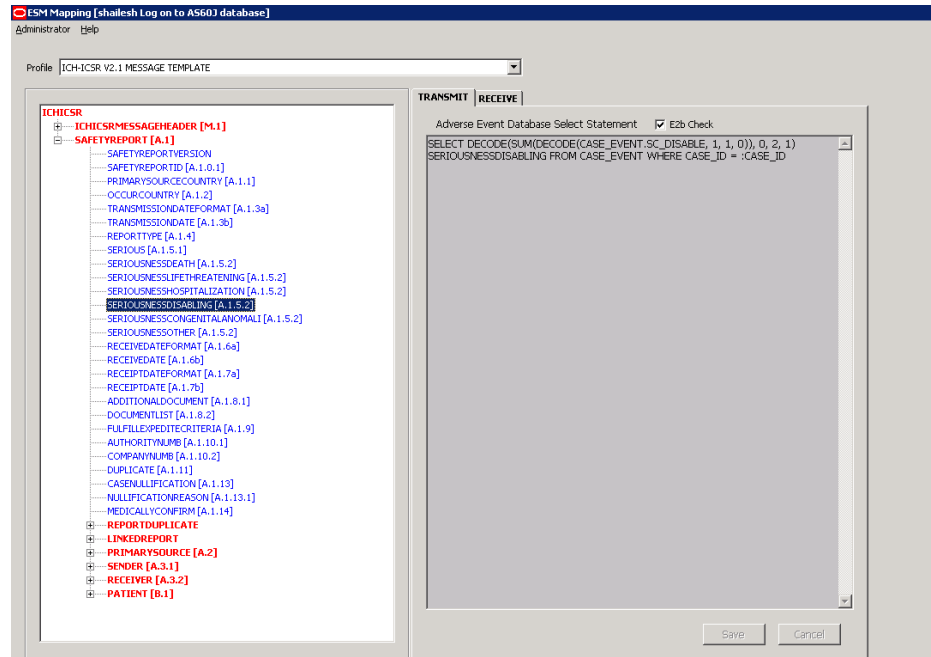 ESM Mapping [shailesh Log on to AS60J database]
Administrator Help
Profile ICH-ICSR V2.1 MESSAGE TEMPLATE
TRANSMIT RECEIVE
ICHICSR
ICHICSRMESSAGEHEADER [M.1]
SAFETYREPORT [A.1]
SAFETYREPORTVERSION
SAFETYREPORTID [A.1.0.1]
PRIMARYSOURCECOUNTRY [A.1.1]
OCCURCOUNTRY [A.1.2]
TRANSMISSIONDATEFORMAT [A.1.3a]
TRANSMISSIONDATE [A.1.3b]
REPORTTYPE [A.1.4]
SERIOUS [A.1.5.1]
SERIOUSNESSDEATH [A.1.5.2]
SERIOUSNESSLIFETHREATENING [A.1.5.2]
SERIOUSNESSHOSPITALIZATION [A.1.5.2]
SERIOUSNESSDISABLING [A.1.5.2]
SERIOUSNESSCONGENITALANOMALI [A.1.5.2]
SERIOUSNESSOTHER [A.1.5.2]
RECEIVEDATEFORMAT [A.1.6a]
RECEIVEDATE [A.1.6b]
RECEIPTDATEFORMAT [A.1.7a]
RECEIPTDATE [A.1.7b]
ADDITIONALDOCUMENT [A.1.8.1]
DOCUMENTLIST [A.1.8.2]
FULFILLEXPEDITECRITERIA [A.1.9]
AUTHORITYNUMB [A.1.10.1]
COMPANYNUMB [A.1.10.2]
DUPLICATE [A.1.11]
CASENULLIFICATION [A.1.13]
NULLIFICATIONREASON [A.1.13.1]
MEDICALLYCONFIRM [A.1.14]
REPORTDUPLICATE
LINKEDREPORT
PRIMARYSOURCE [A.2]
SENDER [A.3.1]
RECEIVER [A.3.2]
PATIENT [B.1]
Adverse Event Database Select Statement E2b Check
SELECT DECODE(SUM(DECODE(CASE_EVENT.SC_DISABLE, 1, 1, 0)), 0, 2, 1)
SERIOUSNESSDISABLING FROM CASE_EVENT WHERE CASE_ID = :CASE_ID
Save Cancel